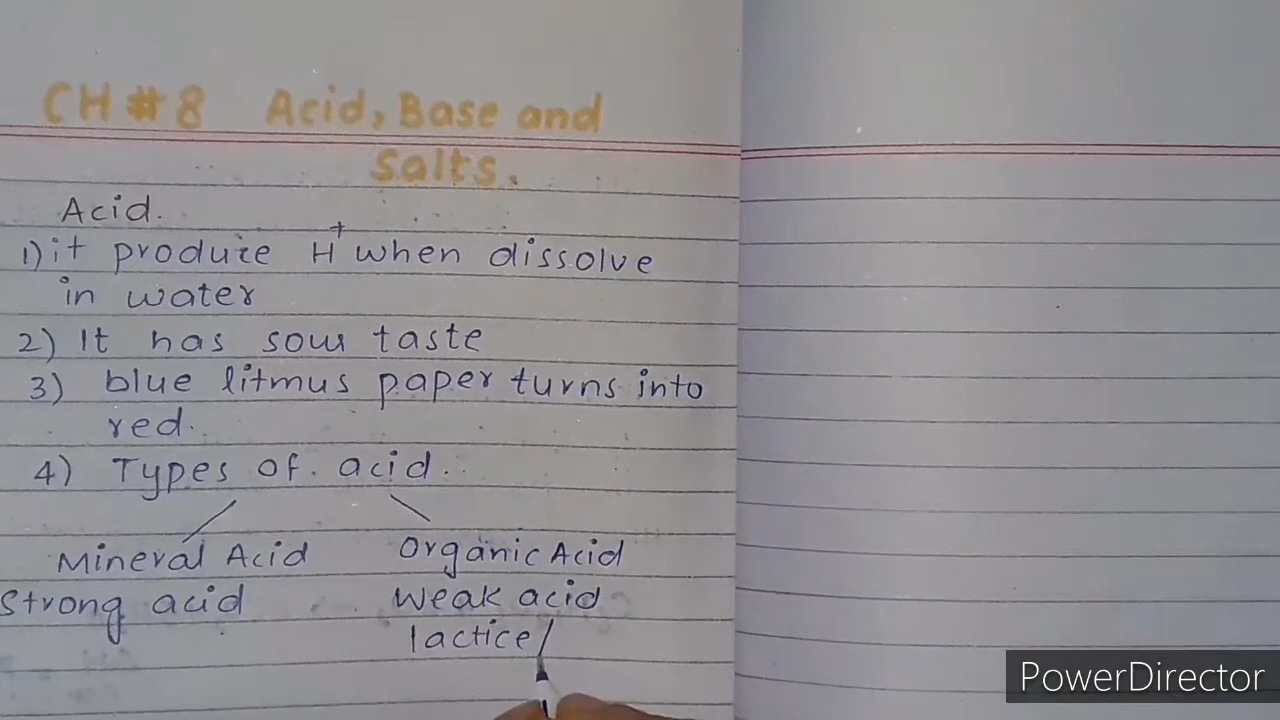 CH # 8 Acid, Base and
Salts.
Acid.
1) it produce H+ when dissolve
in water
2) It has sour taste
3) blue litmus paper turns into
red.
4) Types of acid.
Mineral Acid Organic Acid
Strong acid Weak acid
lactice/
PowerDirector